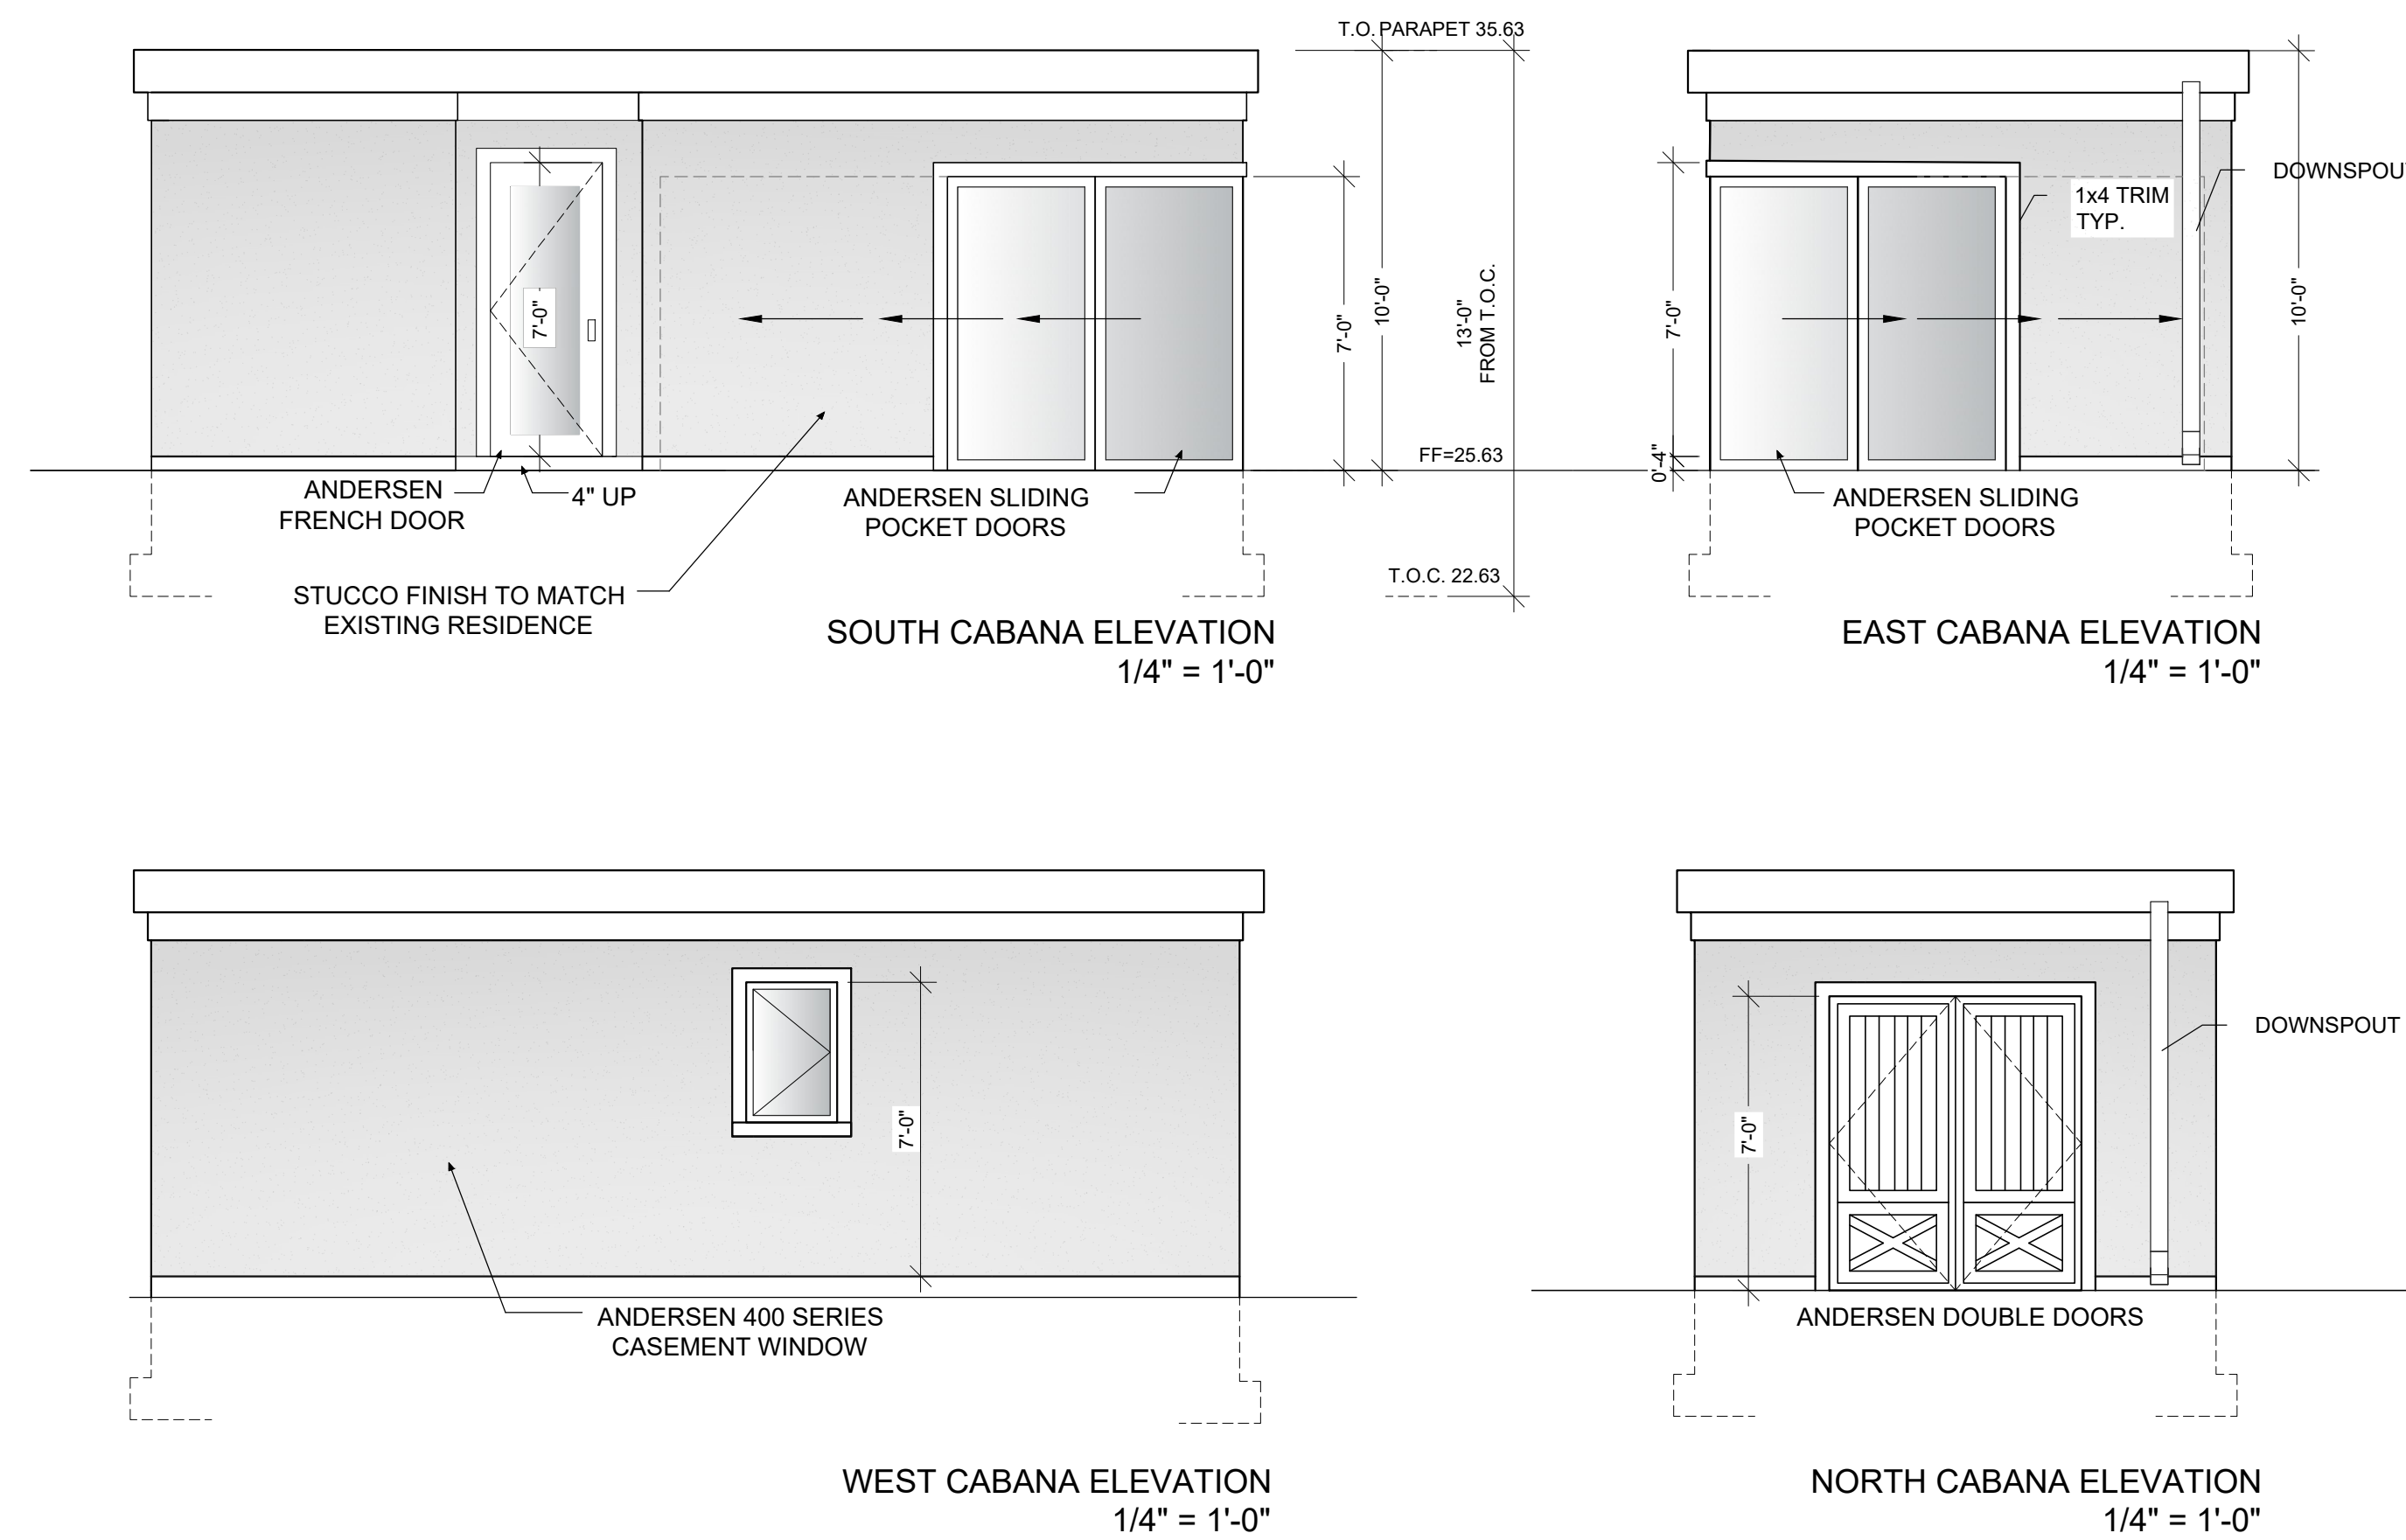 T.O. PARAPET 35.63
7'-0"
7'-0"
10'-0"
13'-0"
FROM T.O.C.
FF=25.63
T.O.C. 22.63
ANDERSEN
FRENCH DOOR
4" UP
ANDERSEN SLIDING
POCKET DOORS
STUCCO FINISH TO MATCH
EXISTING RESIDENCE
SOUTH CABANA ELEVATION
1/4" = 1'-0"
DOWNSPOU
1x4 TRIM
TYP.
7'-0"
10'-0"
0'-4"
ANDERSEN SLIDING
POCKET DOORS
EAST CABANA ELEVATION
1/4" = 1'-0"
7'-0"
ANDERSEN 400 SERIES
CASEMENT WINDOW
WEST CABANA ELEVATION
1/4" = 1'-0"
DOWNSPOUT
7'-0"
ANDERSEN DOUBLE DOORS
NORTH CABANA ELEVATION
1/4" = 1'-0"